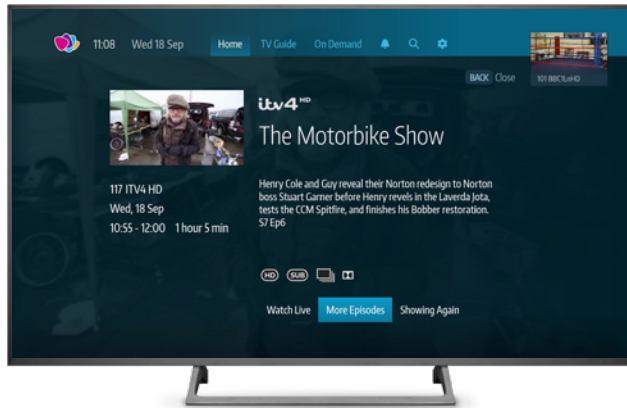 11:08 Wed 18 Sep Home TV Guide On Demand
BACK Close
101 BBC1LnHD
itv4 HD
The Motorbike Show
117 ITV4 HD
Wed, 18 Sep
10:55 - 12:00 1 hour 5 min
Henry Cole and Guy reveal their Norton redesign to Norton
boss Stuart Garner before Henry revels in the Laverda Jota,
tests the CCM Spitfire, and finishes his Bobber restoration.
S7 Ep6
HD SUB
Watch Live More Episodes Showing Again